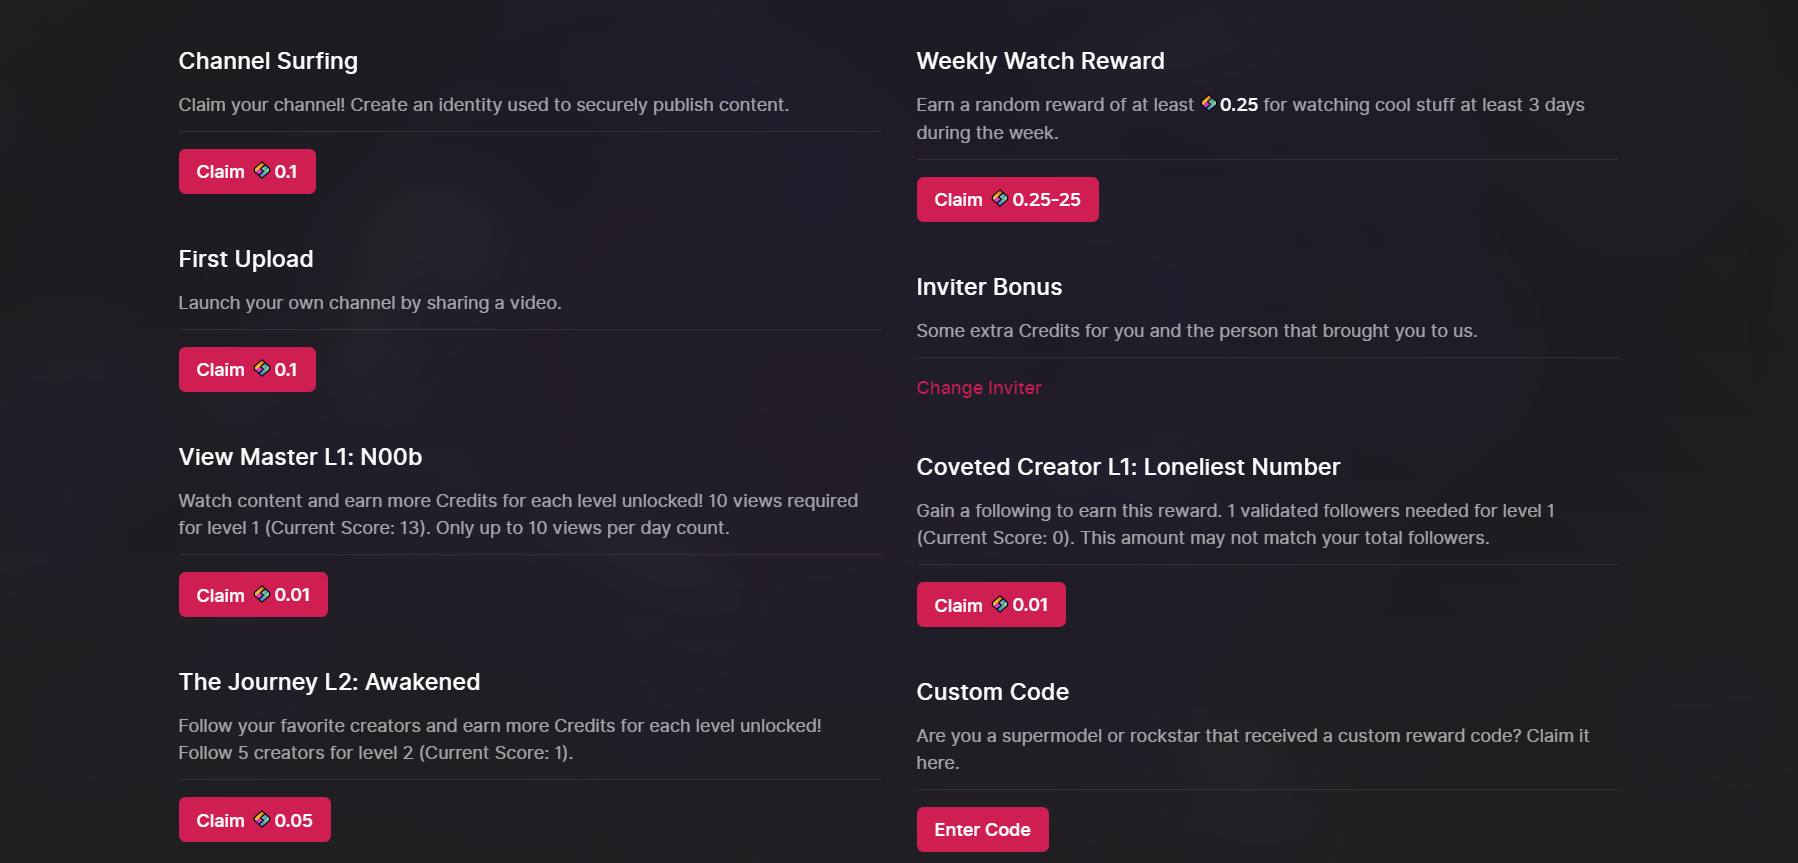 Channel Surfing
Claim your channel! Create an identity used to securely publish content.
Claim 0.1
First Upload
Launch your own channel by sharing a video.
Claim 0.1
View Master L1: N00b
Watch content and earn more Credits for each level unlocked! 10 views required
for level 1 (Current Score: 13). Only up to 10 views per day count.
Claim 0.01
The Journey L2: Awakened
Follow your favorite creators and earn more Credits for each level unlocked!
Follow 5 creators for level 2 (Current Score: 1).
Claim 0.05
Weekly Watch Reward
Earn a random reward of at least 0.25 for watching cool stuff at least 3 days
during the week.
Claim 0.25-25
Inviter Bonus
Some extra Credits for you and the person that brought you to us.
Change Inviter
Coveted Creator L1: Loneliest Number
Gain a following to earn this reward. 1 validated followers needed for level 1
(Current Score: 0). This amount may not match your total followers.
Claim 0.01
Custom Code
Are you a supermodel or rockstar that received a custom reward code? Claim it
here.
Enter Code